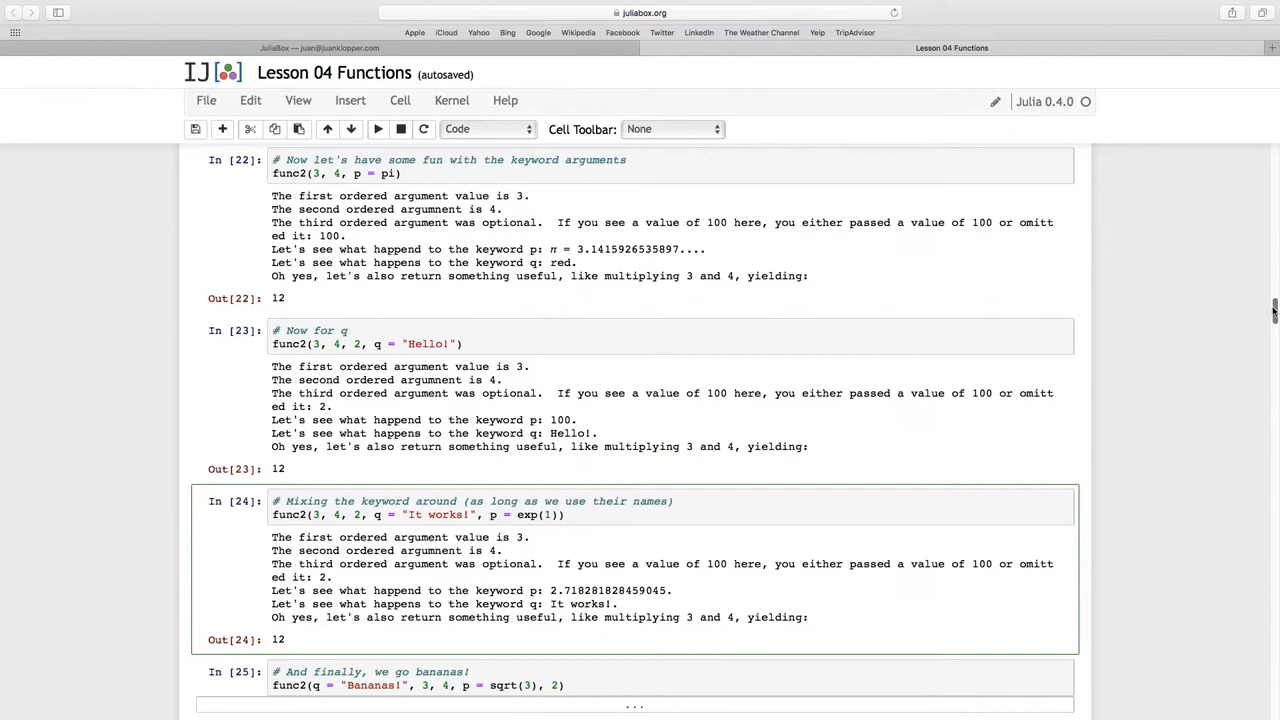 juliabox.org
Apple iCloud Yahoo Bing Google Wikipedia Facebook Twitter LinkedIn The Weather Channel Yelp TripAdvisor
JuliaBox — juan@juanklopper.com Lesson 04 Functions
IJ[ ] Lesson 04 Functions (autosaved)
File Edit View Insert Cell Kernel Help Julia 0.4.0
Code Cell Toolbar: None
In [22]: # Now let's have some fun with the keyword arguments
func2(3, 4, p = pi)
The first ordered argument value is 3.
The second ordered argumnent is 4.
The third ordered argument was optional.  If you see a value of 100 here, you either passed a value of 100 or omitt
ed it: 100.
Let's see what happend to the keyword p: π = 3.1415926535897....
Let's see what happens to the keyword q: red.
Oh yes, let's also return something useful, like multiplying 3 and 4, yielding:
Out[22]: 12
In [23]: # Now for q
func2(3, 4, 2, q = "Hello!")
The first ordered argument value is 3.
The second ordered argumnent is 4.
The third ordered argument was optional.  If you see a value of 100 here, you either passed a value of 100 or omitt
ed it: 2.
Let's see what happend to the keyword p: 100.
Let's see what happens to the keyword q: Hello!.
Oh yes, let's also return something useful, like multiplying 3 and 4, yielding:
Out[23]: 12
In [24]: # Mixing the keyword around (as long as we use their names)
func2(3, 4, 2, q = "It works!", p = exp(1))
The first ordered argument value is 3.
The second ordered argumnent is 4.
The third ordered argument was optional.  If you see a value of 100 here, you either passed a value of 100 or omitt
ed it: 2.
Let's see what happend to the keyword p: 2.718281828459045.
Let's see what happens to the keyword q: It works!.
Oh yes, let's also return something useful, like multiplying 3 and 4, yielding:
Out[24]: 12
In [25]: # And finally, we go bananas!
func2(q = "Bananas!", 3, 4, p = sqrt(3), 2)
...